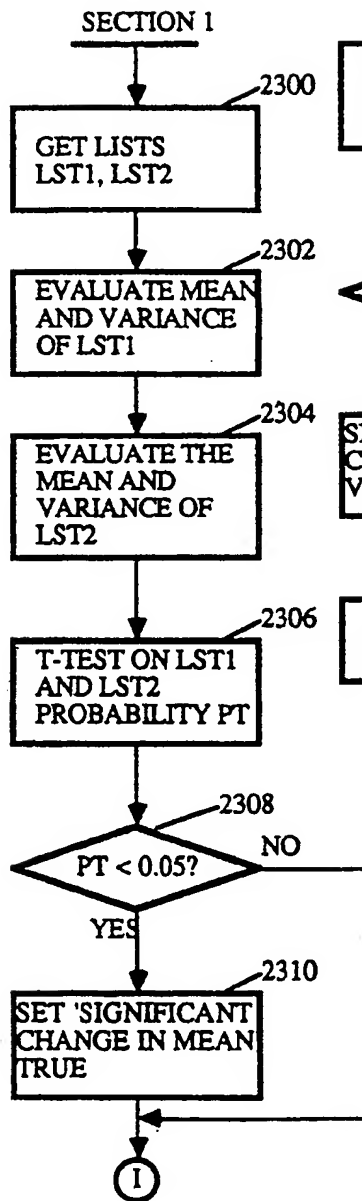 SECTION 1
2300
GET LISTS
LST1, LST2
2302
EVALUATE MEAN
AND VARIANCE
OF LST1
2304
EVALUATE THE
MEAN AND
VARIANCE OF
LST2
2306
T-TEST ON LST1
AND LST2
PROBABILITY PT
2308
PT < 0.05?
NO
YES
2310
SET 'SIGNIFICANT
CHANGE IN MEAN
TRUE
I